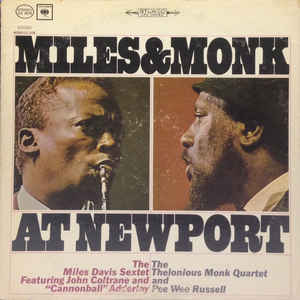 STEREO
MILES&MONK
AT NEWPORT
The The
Miles Davis Sextet Thelonious Monk Quartet
Featuring John Coltrane and and
"Cannonball" Adderley Pee Wee Russell